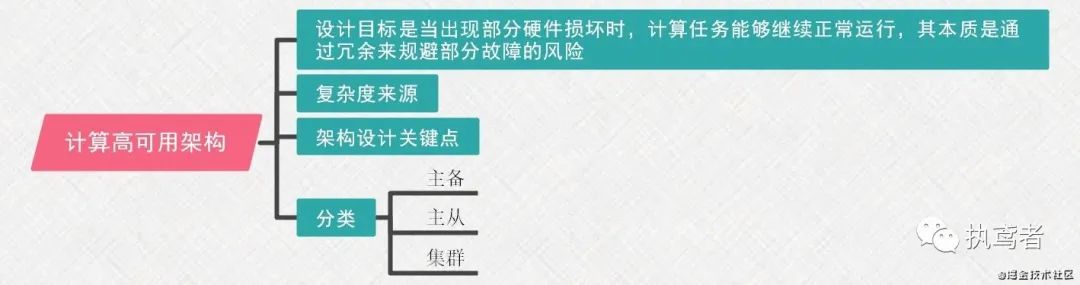 设计目标是当出现部分硬件损坏时，计算任务能够继续正常运行，其本质是通
过冗余来规避部分故障的风险
复杂度来源
计算高可用架构
架构设计关键点
主备
分类
主从
集群
执鸢者
@掘金技术社区